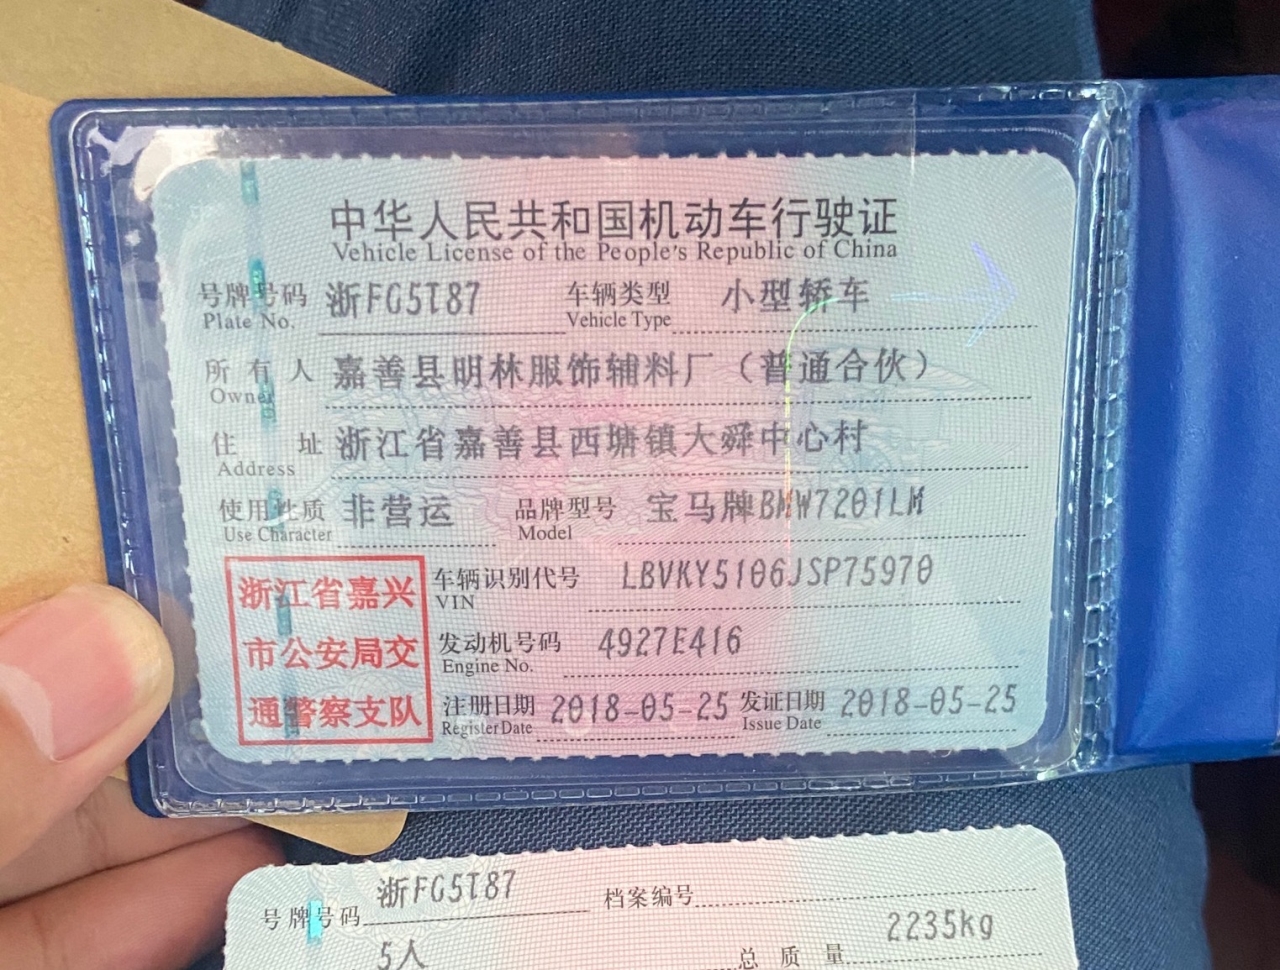 中华人民共和国机动车行驶证
Vehicle License of the People's Republic of China
号牌号码 浙FG5T87 车辆类型 小型轿车
Plate No. Vehicle Type
所有人 嘉善县明林服饰辅料厂（普通合伙）
Owner
住址 浙江省嘉善县西塘镇大舜中心村
Address
使用性质 非营运 品牌型号 宝马牌BMW7201LM
Use Character Model
浙江省嘉兴
市公安局交
通警察支队
车辆识别代号 LBVKY5106JSP75970
VIN
发动机号码 4927E416
Engine No.
注册日期 2018-05-25 发证日期 2018-05-25
Register Date Issue Date
号牌号码 浙FG5T87 档案编号
5人 总质量 2235kg